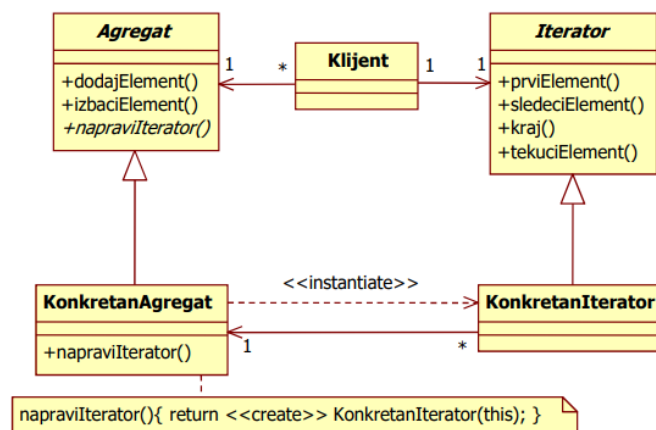 Agregat
+dodajElement()
+izbaciElement()
+napraviIterator()
1
*
Klijent
1
1
Iterator
+prviElement()
+sledeciElement()
+kraj()
+tekuciElement()
KonkretanAgregat
+napraviIterator()
<<instantiate>>
1
*
KonkretanIterator
napraviIterator(){ return <<create>> KonkretanIterator(this); }